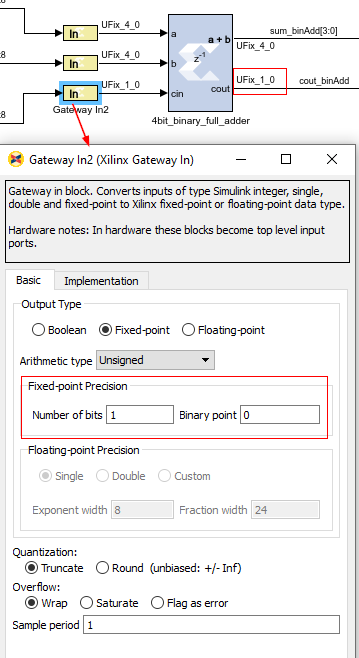 UFix_4_0
In
a
a + b
sum_binAdd[3:0]
UFix_4_0
UFix_4_0
In
b
z-1
UFix_1_0
UFix_1_0
In
cin
cout
cout_binAdd
Gateway In2
4bit_binary_full_adder
Gateway In2 (Xilinx Gateway In)
Gateway in block. Converts inputs of type Simulink integer, single,
double and fixed-point to Xilinx fixed-point or floating-point data type.
Hardware notes: In hardware these blocks become top level input
ports.
Basic Implementation
Output Type
Boolean Fixed-point Floating-point
Arithmetic type Unsigned
Fixed-point Precision
Number of bits 1 Binary point 0
Floating-point Precision
Single Double Custom
Exponent width 8 Fraction width 24
Quantization:
Truncate Round (unbiased: +/- Inf)
Overflow:
Wrap Saturate Flag as error
Sample period 1